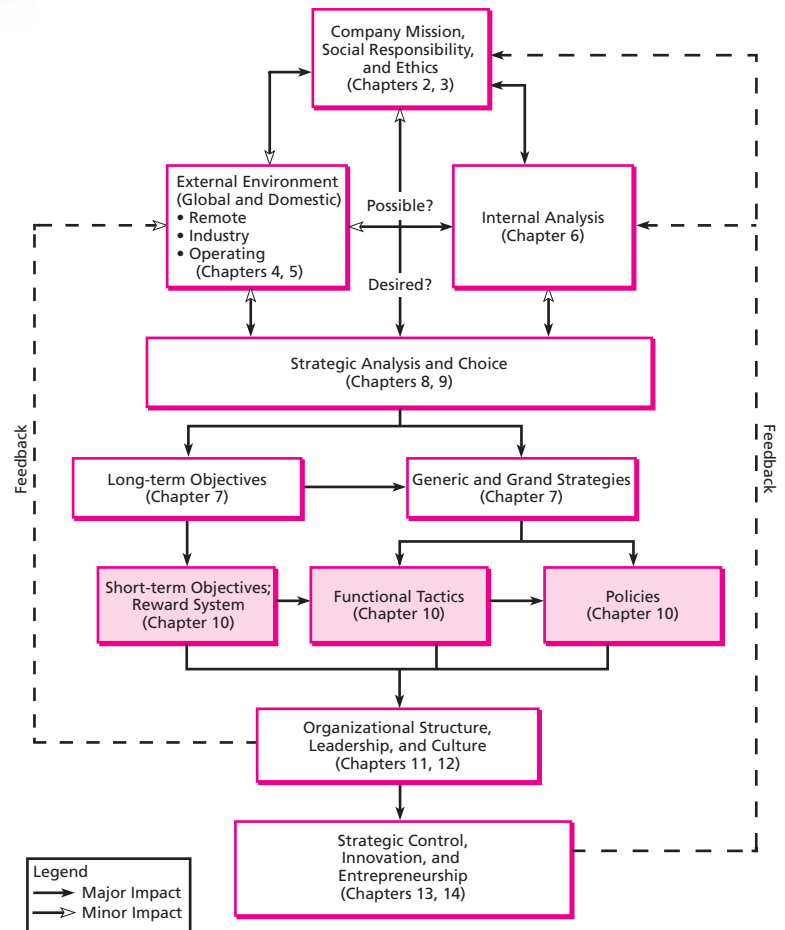 Company Mission,
Social Responsibility,
and Ethics
(Chapters 2, 3)
External Environment
(Global and Domestic)
• Remote
• Industry
• Operating
(Chapters 4, 5)
Possible?
Internal Analysis
(Chapter 6)
Desired?
Strategic Analysis and Choice
(Chapters 8, 9)
Feedback
Feedback
Long-term Objectives
(Chapter 7)
Generic and Grand Strategies
(Chapter 7)
Short-term Objectives;
Reward System
(Chapter 10)
Functional Tactics
(Chapter 10)
Policies
(Chapter 10)
Organizational Structure,
Leadership, and Culture
(Chapters 11, 12)
Strategic Control,
Innovation, and
Entrepreneurship
(Chapters 13, 14)
Legend
Major Impact
Minor Impact